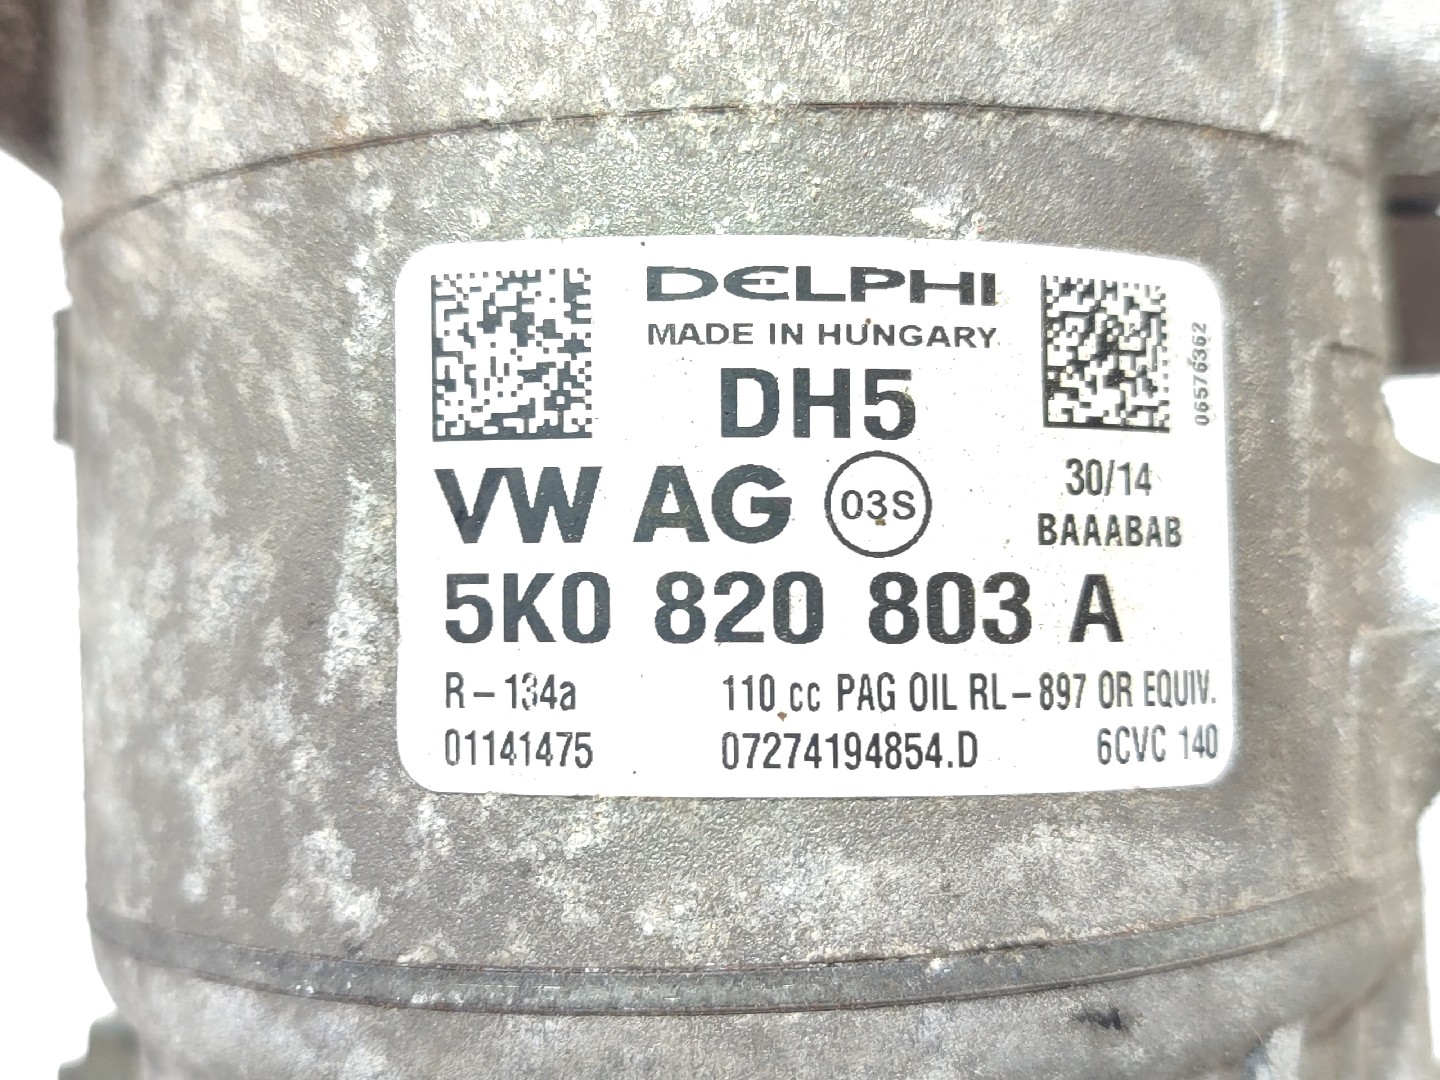 DELPHI
MADE IN HUNGARY
06576362
DH5
VW AG 03S
30/14
BAAABAB
5K0 820 803 A
R-134a 110 cc PAG OIL RL-897 OR EQUIV.
01141475 07274194854.D 6CVC 140